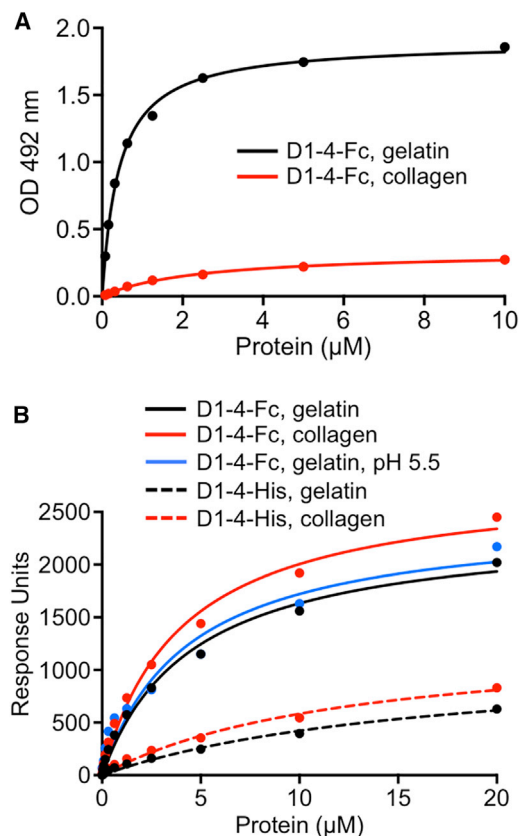 A
2.0
1.5
1.0
0.5
0.0
OD 492 nm
D1-4-Fc, gelatin
D1-4-Fc, collagen
0 2 4 6 8 10
Protein (µM)
B
D1-4-Fc, gelatin
D1-4-Fc, collagen
D1-4-Fc, gelatin, pH 5.5
D1-4-His, gelatin
D1-4-His, collagen
2500
2000
1500
1000
500
0
Response Units
0 5 10 15 20
Protein (µM)